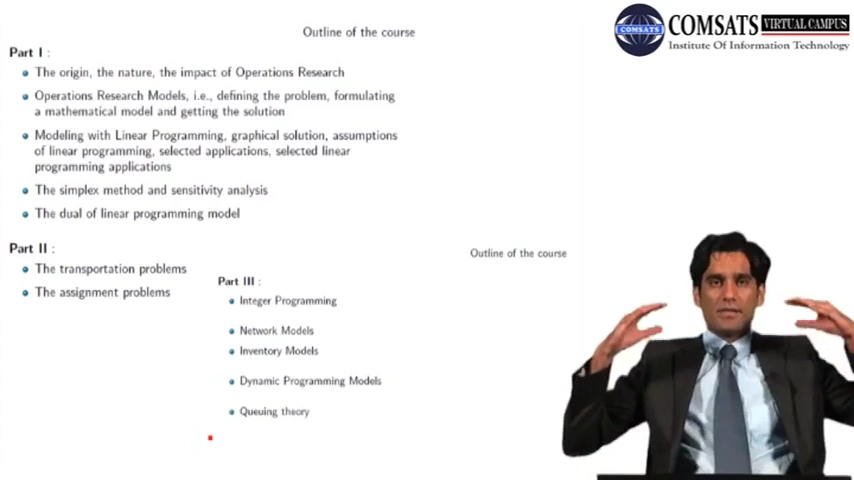 Outline of the course
Part I :
The origin, the nature, the impact of Operations Research
Operations Research Models, i.e., defining the problem, formulating
a mathematical model and getting the solution
Modeling with Linear Programming, graphical solution, assumptions
of linear programming, selected applications, selected linear
programming applications
The simplex method and sensitivity analysis
The dual of linear programming model
Part II :
The transportation problems
The assignment problems
Outline of the course
Part III :
Integer Programming
Network Models
Inventory Models
Dynamic Programming Models
Queuing theory
COMSATS
COMSATS VIRTUAL CAMPUS
Institute Of Information Technology